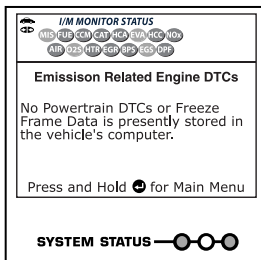 I/M MONITOR STATUS
MIS FUE CCM CAT HCA EVA HCC NOx
AIR O2S HTR EGR BPS EGS DPF
Emissison Related Engine DTCs
No Powertrain DTCs or Freeze
Frame Data is presently stored in
the vehicle's computer.
Press and Hold for Main Menu
SYSTEM STATUS